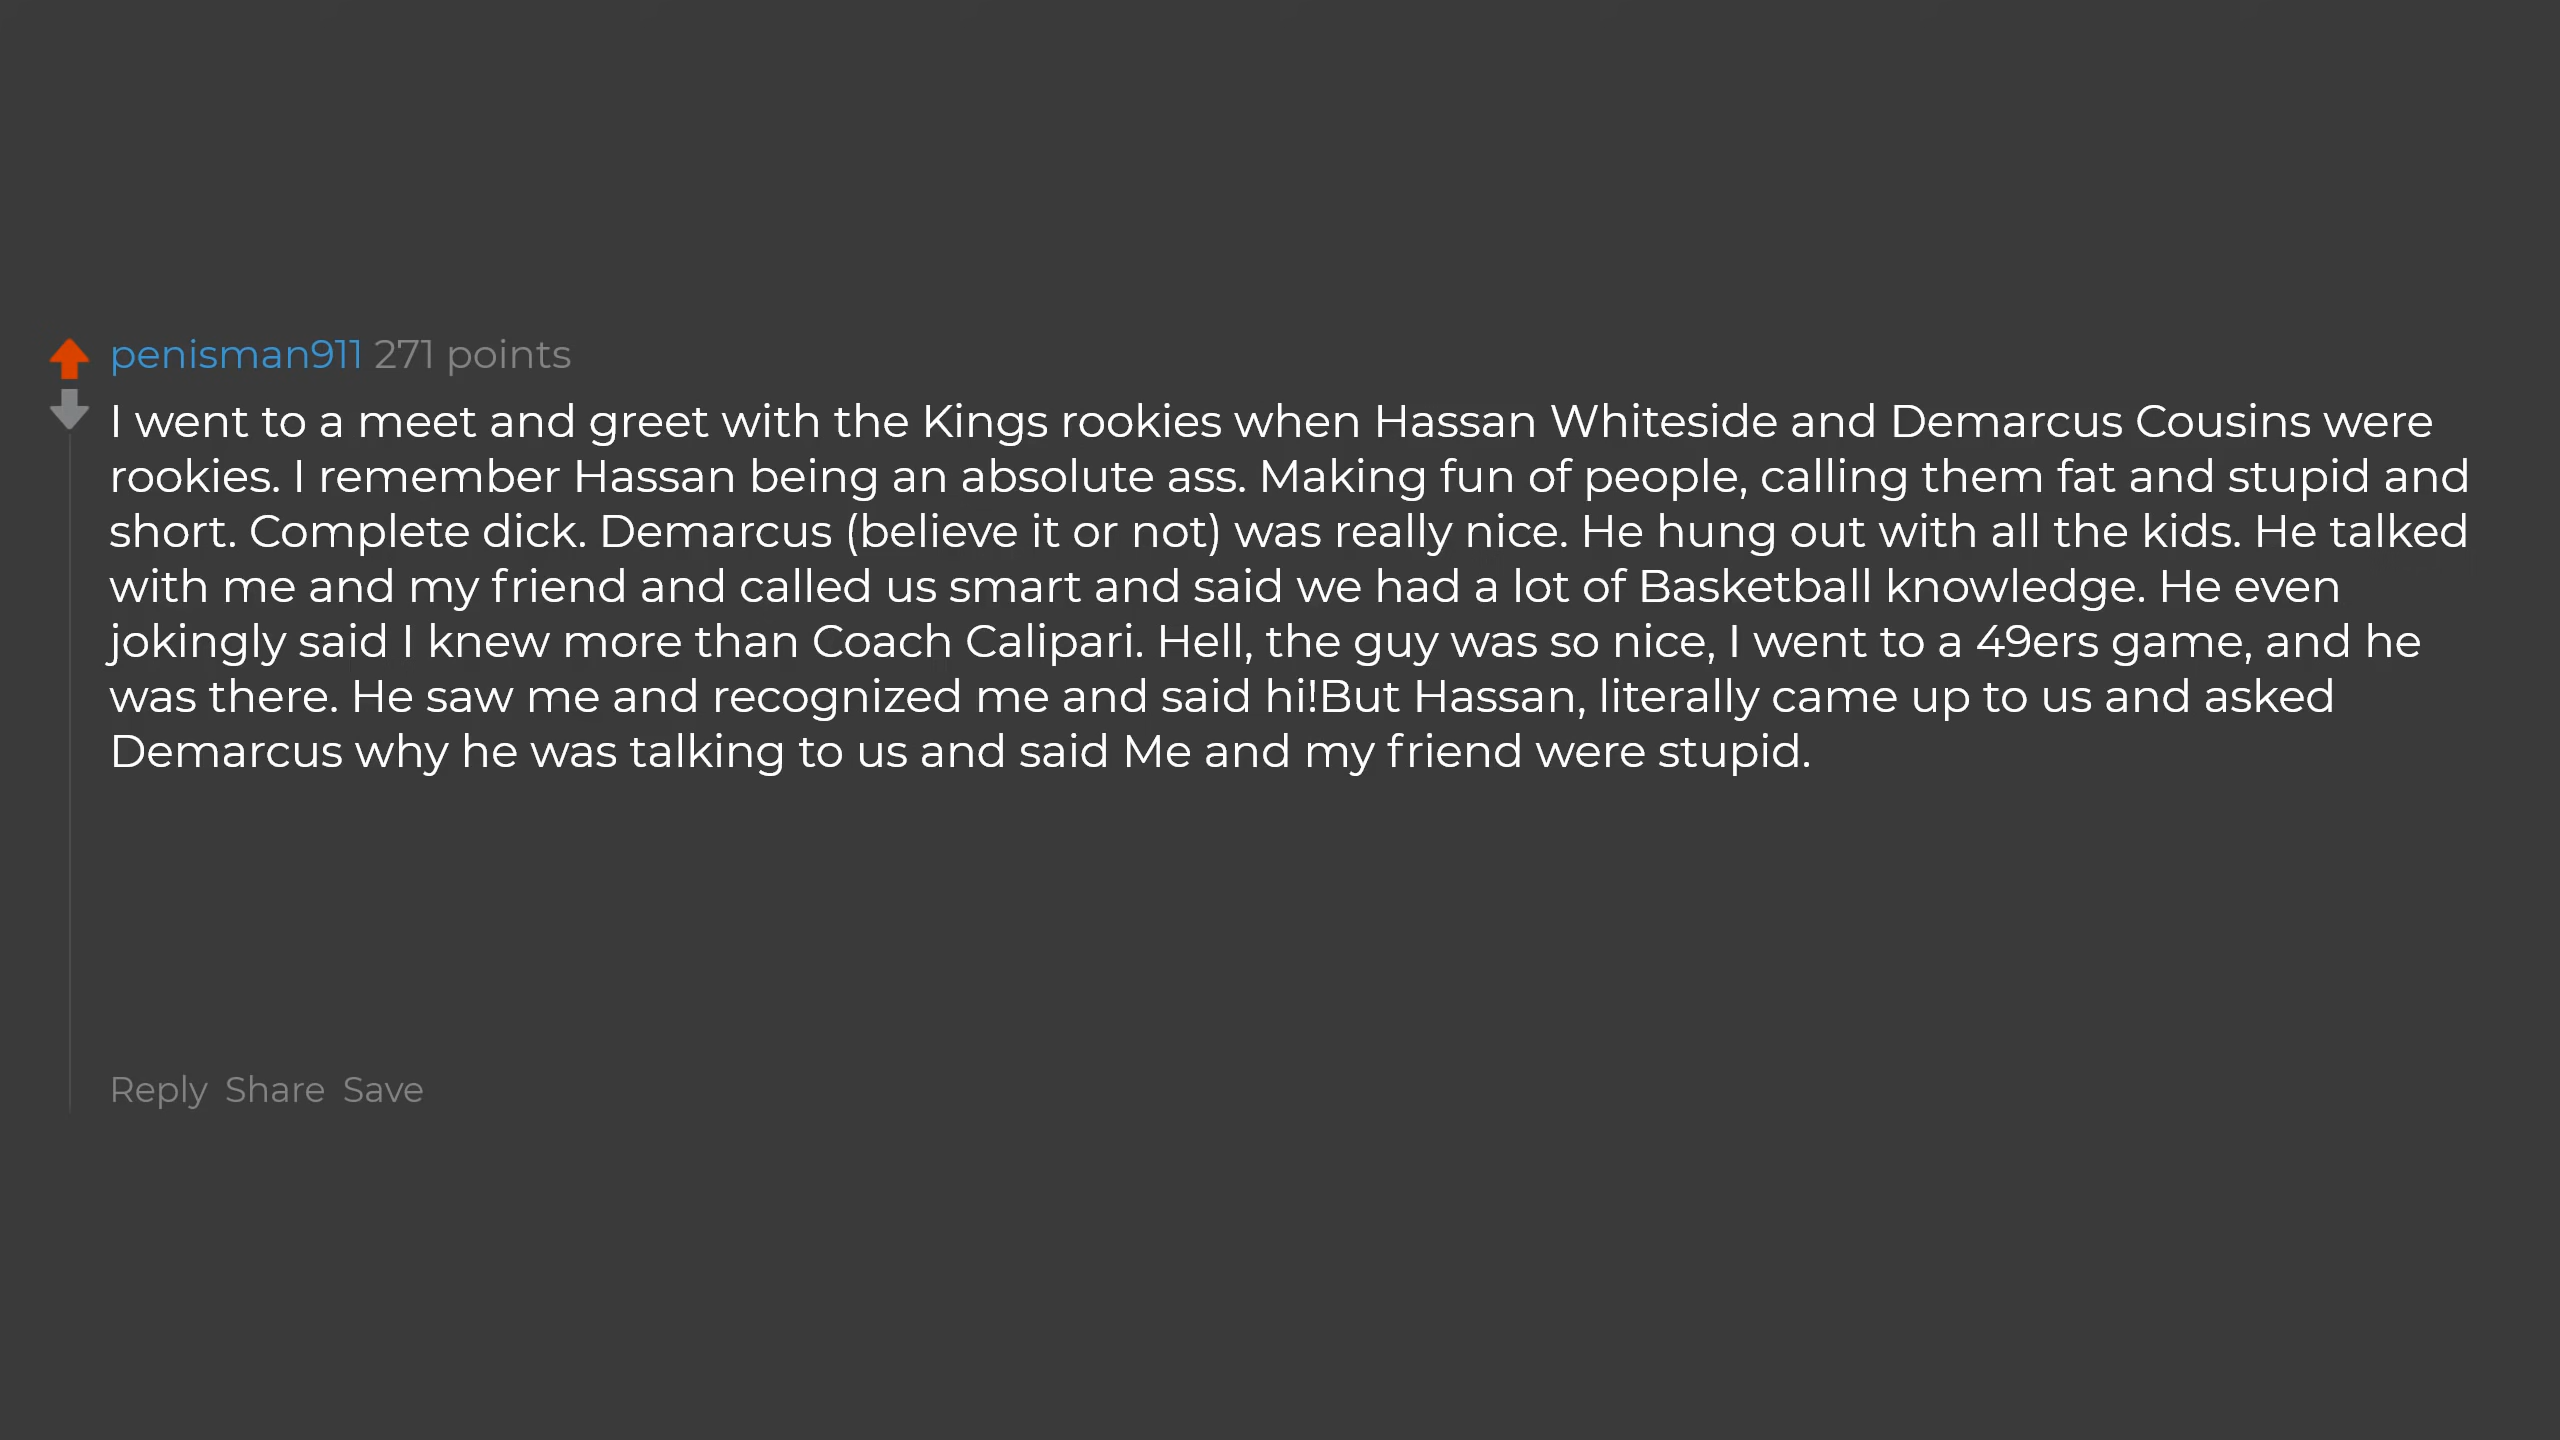 penisman911 271 points
I went to a meet and greet with the Kings rookies when Hassan Whiteside and Demarcus Cousins were
rookies. I remember Hassan being an absolute ass. Making fun of people, calling them fat and stupid and
short. Complete dick. Demarcus (believe it or not) was really nice. He hung out with all the kids. He talked
with me and my friend and called us smart and said we had a lot of Basketball knowledge. He even
jokingly said I knew more than Coach Calipari. Hell, the guy was so nice, I went to a 49ers game, and he
was there. He saw me and recognized me and said hi!But Hassan, literally came up to us and asked
Demarcus why he was talking to us and said Me and my friend were stupid.
Reply Share Save